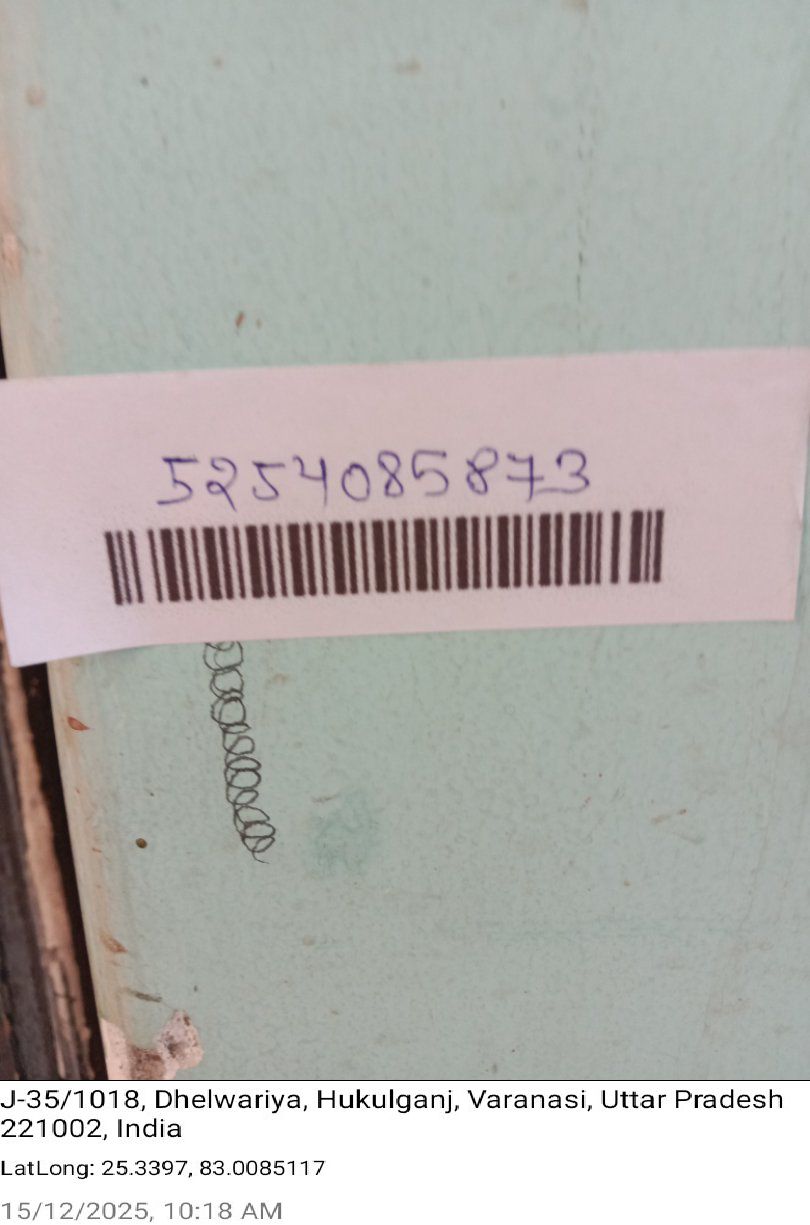 5254085873
J-35/1018, Dhelwariya, Hukulganj, Varanasi, Uttar Pradesh
221002, India
LatLong: 25.3397, 83.0085117
15/12/2025, 10:18 AM